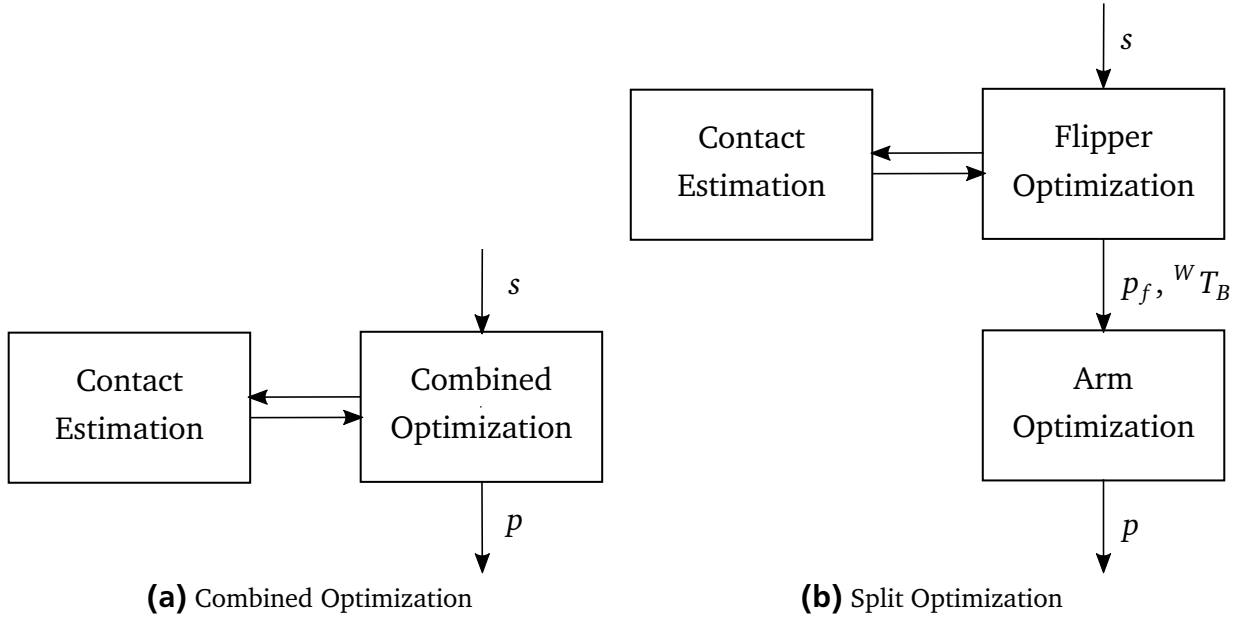 s
Contact
Estimation
Combined
Optimization
p
(a) Combined Optimization
s
Contact
Estimation
Flipper
Optimization
p_f, ^W T_B
Arm
Optimization
p
(b) Split Optimization